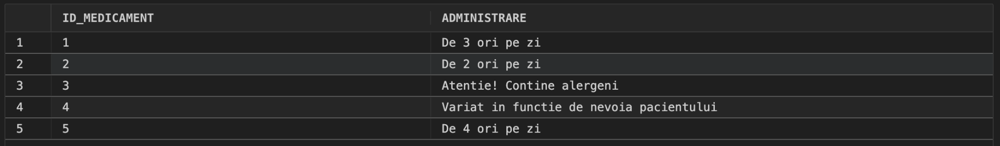 ID_MEDICAMENT ADMINISTRARE
1 1 De 3 ori pe zi
2 2 De 2 ori pe zi
3 3 Atentie! Contine alergeni
4 4 Variat in functie de nevoia pacientului
5 5 De 4 ori pe zi